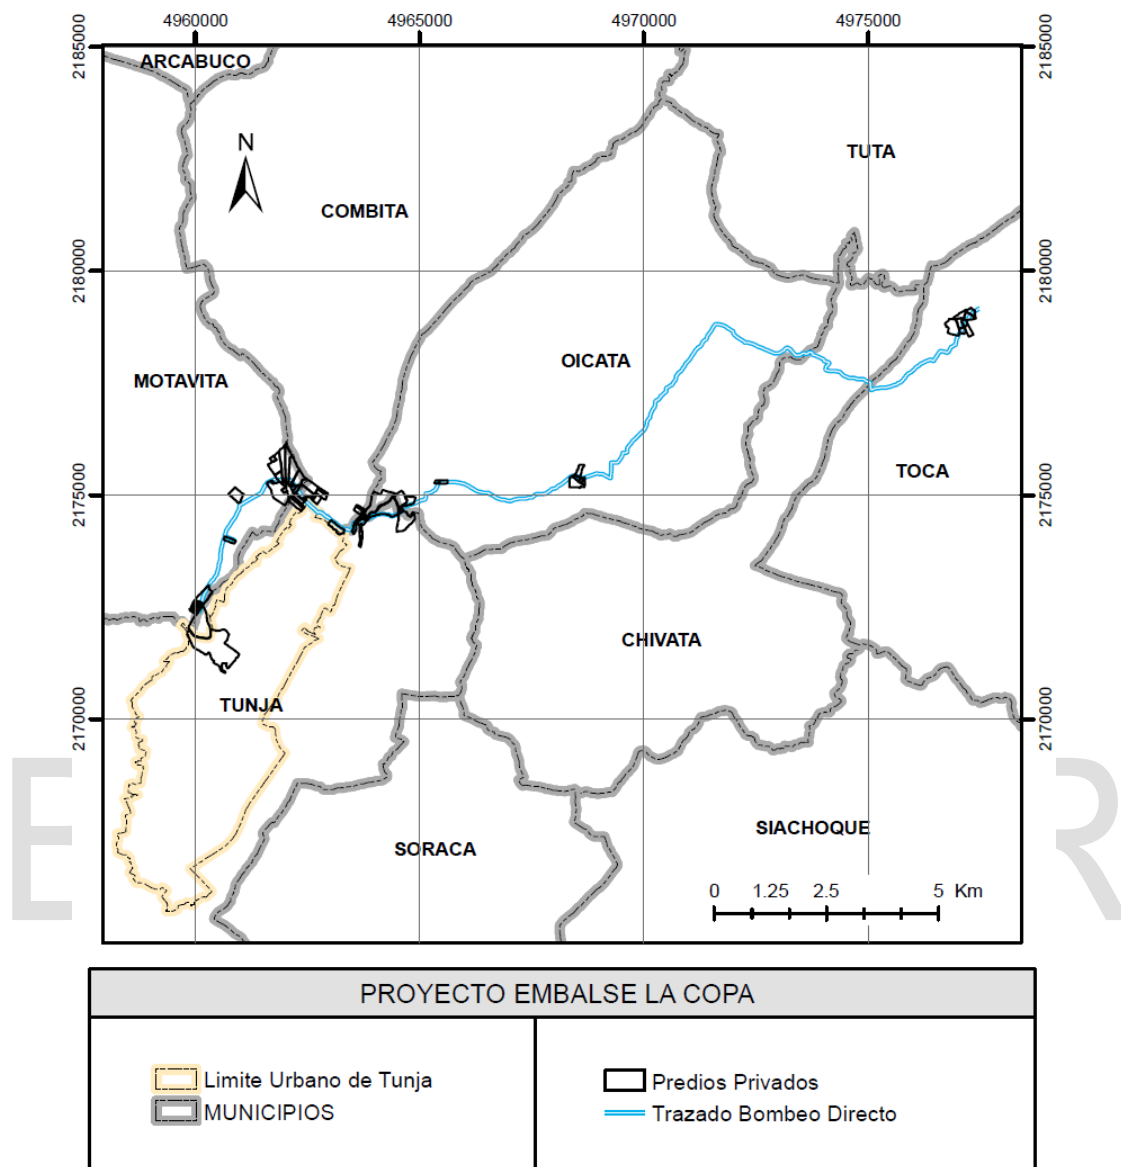 4960000 4965000 4970000 4975000
2185000 2185000
ARCABUCO
N
TUTA
COMBITA
2180000 2180000
OICATA
MOTAVITA
TOCA
2175000 2175000
CHIVATA
TUNJA
2170000 2170000
E R
SIACHOQUE
SORACA
0 1.25 2.5 5 Km
PROYECTO EMBALSE LA COPA
Limite Urbano de Tunja
MUNICIPIOS
Predios Privados
Trazado Bombeo Directo